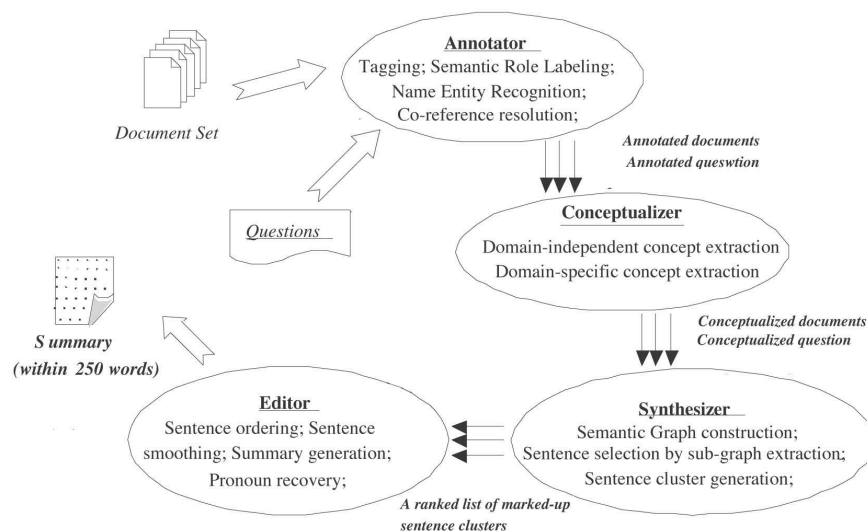 Annotator
Tagging; Semantic Role Labeling;
Name Entity Recognition;
Co-reference resolution;
Document Set
Annotated documents
Annotated queswtion
Questions
Conceptualizer
Domain-independent concept extraction
Domain-specific concept extraction
Summary
(within 250 words)
Conceptualized documents
Conceptualized question
Editor
Sentence ordering; Sentence
smoothing; Summary generation;
Pronoun recovery;
Synthesizer
Semantic Graph construction;
Sentence selection by sub-graph extraction;
Sentence cluster generation;
A ranked list of marked-up
sentence clusters